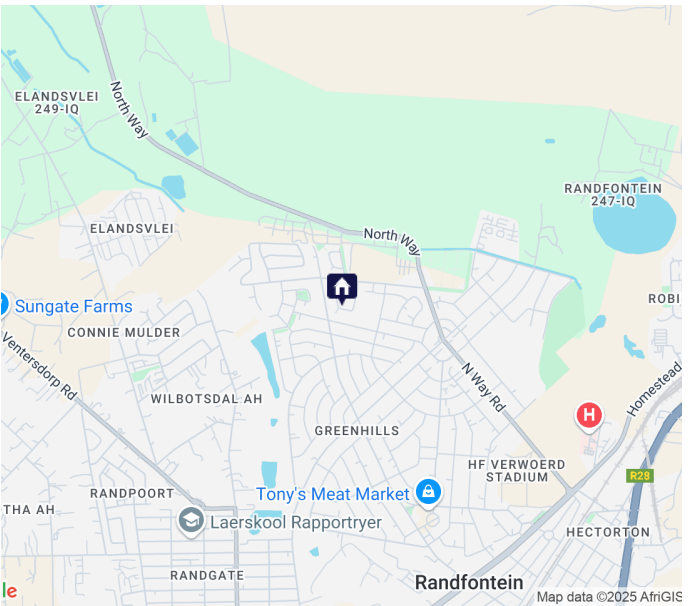 North Way
ELANDSVLEI
249-IQ
RANDFONTEIN
247-IQ
ELANDSVLEI
North Way
ROBI
Sungate Farms
CONNIE MULDER
Ventersdorp Rd
N Way Rd
Homestead
WILBOTSDAL AH
H
GREENHILLS
HF VERWOERD
STADIUM
R28
RANDPOORT
Tony's Meat Market
THA AH
Laerskool Rapportryer
HECTORTON
RANDGATE
Randfontein
le
Map data ©2025 AfriGIS